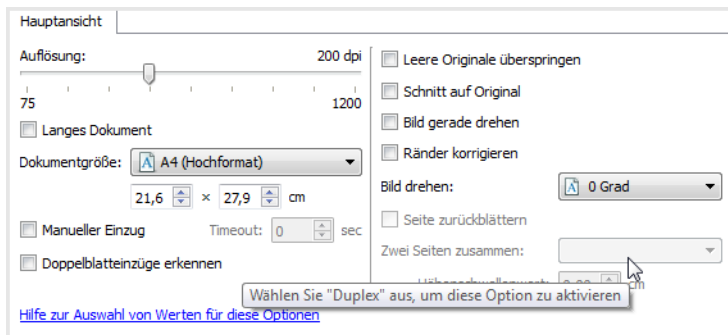 Hauptansicht
Auflösung: 200 dpi
75 1200
Langes Dokument
Dokumentgröße: A4 (Hochformat)
21,6 × 27,9 cm
Manueller Einzug Timeout: 0 sec
Doppelblatteinzüge erkennen
Hilfe zur Auswahl von Werten für diese Optionen
Leere Originale überspringen
Schnitt auf Original
Bild gerade drehen
Ränder korrigieren
Bild drehen: 0 Grad
Seite zurückblättern
Zwei Seiten zusammen:
cm
Wählen Sie "Duplex" aus, um diese Option zu aktivieren